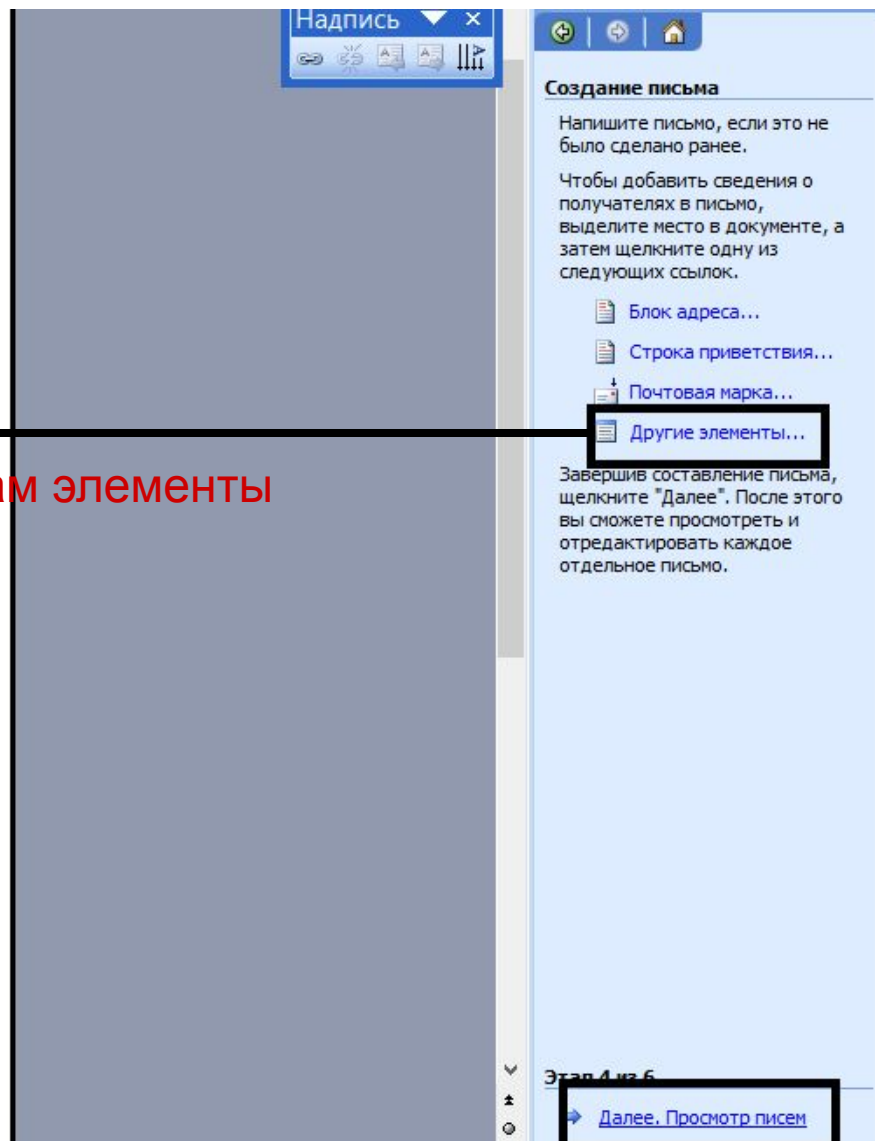 Надпись
Создание письма
Напишите письмо, если это не
было сделано ранее.
Чтобы добавить сведения о
получателях в письмо,
выделите место в документе, а
затем щелкните одну из
следующих ссылок.
Блок адреса...
Строка приветствия...
Почтовая марка...
Другие элементы...
элементы
Завершив составление письма,
щелкните "Далее". После этого
вы сможете просмотреть и
отредактировать каждое
отдельное письмо.
Этап 4 из 6
Далее. Просмотр писем